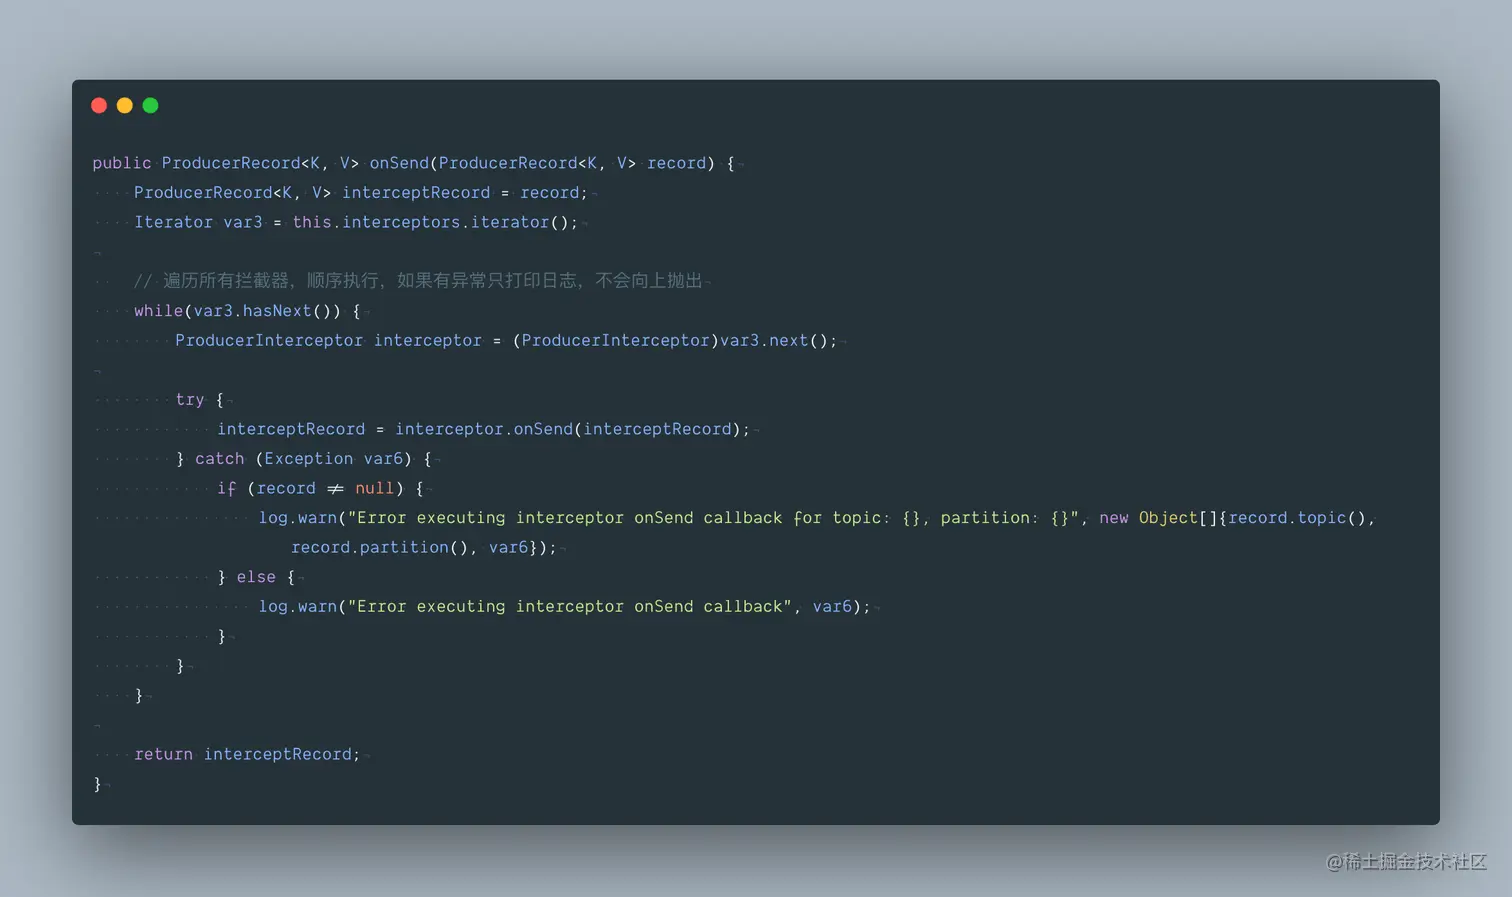 public ProducerRecord<K, V> onSend(ProducerRecord<K, V> record) {
    ProducerRecord<K, V> interceptRecord = record;
    Iterator var3 = this.interceptors.iterator();

    // 遍历所有拦截器，顺序执行，如果有异常只打印日志，不会向上抛出
    while(var3.hasNext()) {
        ProducerInterceptor interceptor = (ProducerInterceptor)var3.next();

        try {
            interceptRecord = interceptor.onSend(interceptRecord);
        } catch (Exception var6) {
            if (record ≠ null) {
                log.warn("Error executing interceptor onSend callback for topic: {}, partition: {}", new Object[]{record.topic(),
                    record.partition(), var6});
            } else {
                log.warn("Error executing interceptor onSend callback", var6);
            }
        }
    }

    return interceptRecord;
}
@稀土掘金技术社区